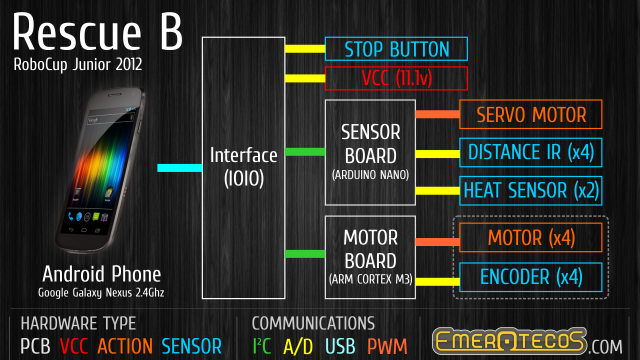 Rescue B
RoboCup Junior 2012
STOP BUTTON
VCC (11.1v)
Interface
(IOIO)
SENSOR
BOARD
(ARDUINO NANO)
SERVO MOTOR
DISTANCE IR (x4)
HEAT SENSOR (x2)
MOTOR
BOARD
(ARM CORTEX M3)
MOTOR (x4)
ENCODER (x4)
Android Phone
Google Galaxy Nexus 2.4Ghz
HARDWARE TYPE
PCB VCC ACTION SENSOR
COMMUNICATIONS
I²C A/D USB PWM
EMEROTECOS.COM